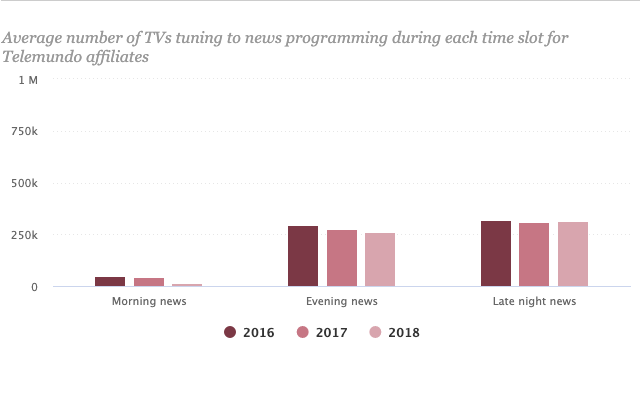 Average number of TVs tuning to news programming during each time slot for
Telemundo affiliates
1 M
750k
500k
250k
0
Morning news
Evening news
Late night news
2016
2017
2018